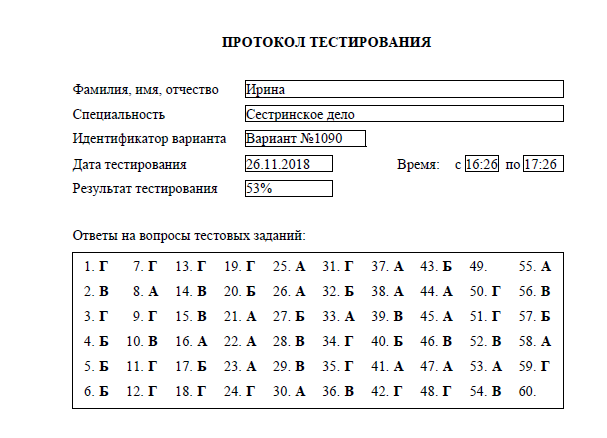 ПРОТОКОЛ ТЕСТИРОВАНИЯ
Фамилия, имя, отчество Ирина
Специальность Сестринское дело
Идентификатор варианта Вариант №1090
Дата тестирования 26.11.2018 Время: с 16:26 по 17:26
Результат тестирования 53%
Ответы на вопросы тестовых заданий:
1. Г 7. Г 13. Г 19. Г 25. А 31. Г 37. А 43. Б 49. 55. А
2. В 8. А 14. В 20. Б 26. А 32. Б 38. А 44. А 50. Г 56. В
3. Г 9. Г 15. В 21. А 27. Б 33. А 39. В 45. А 51. Г 57. Б
4. Б 10. В 16. А 22. А 28. В 34. Г 40. Б 46. В 52. В 58. А
5. Б 11. Г 17. Б 23. А 29. В 35. Г 41. А 47. А 53. А 59. Г
6. Б 12. Г 18. Г 24. Г 30. А 36. В 42. Г 48. Г 54. В 60.